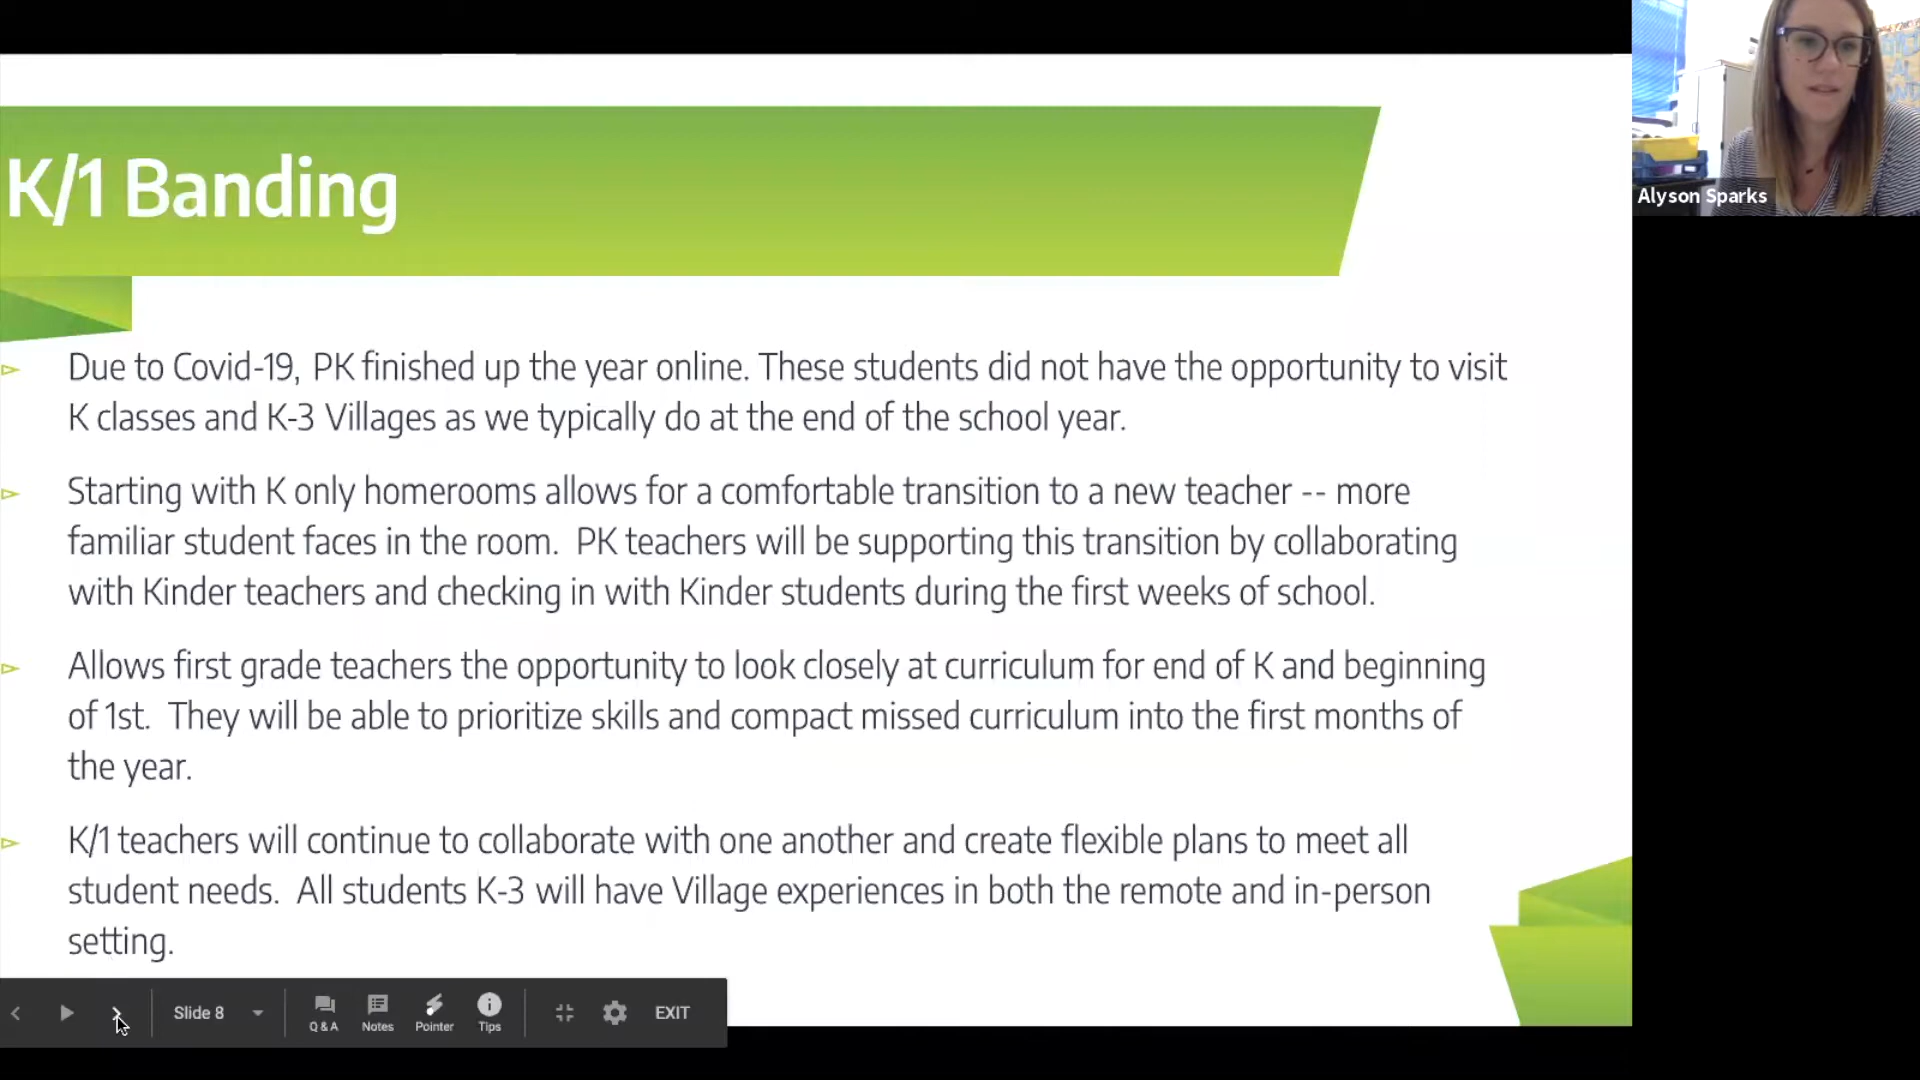 K/1 Banding
Alyson Sparks
Due to Covid-19, PK finished up the year online. These students did not have the opportunity to visit
K classes and K-3 Villages as we typically do at the end of the school year.
Starting with K only homerooms allows for a comfortable transition to a new teacher -- more
familiar student faces in the room.  PK teachers will be supporting this transition by collaborating
with Kinder teachers and checking in with Kinder students during the first weeks of school.
Allows first grade teachers the opportunity to look closely at curriculum for end of K and beginning
of 1st.  They will be able to prioritize skills and compact missed curriculum into the first months of
the year.
K/1 teachers will continue to collaborate with one another and create flexible plans to meet all
student needs.  All students K-3 will have Village experiences in both the remote and in-person
setting.
Slide 8
Q & A
Notes
Pointer
Tips
EXIT